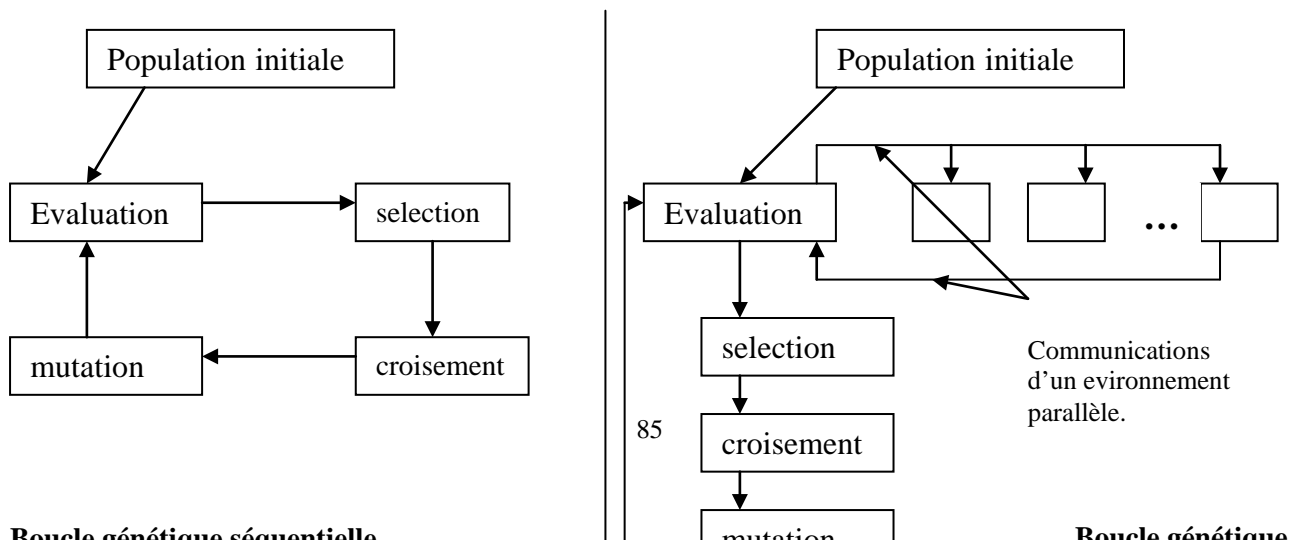 Population initiale
Evaluation
selection
mutation
croisement
Boucle génétique séquentielle
Population initiale
Evaluation
...
selection
Communications
d’un evironnement
parallèle.
85
croisement
mutation
Boucle génétique